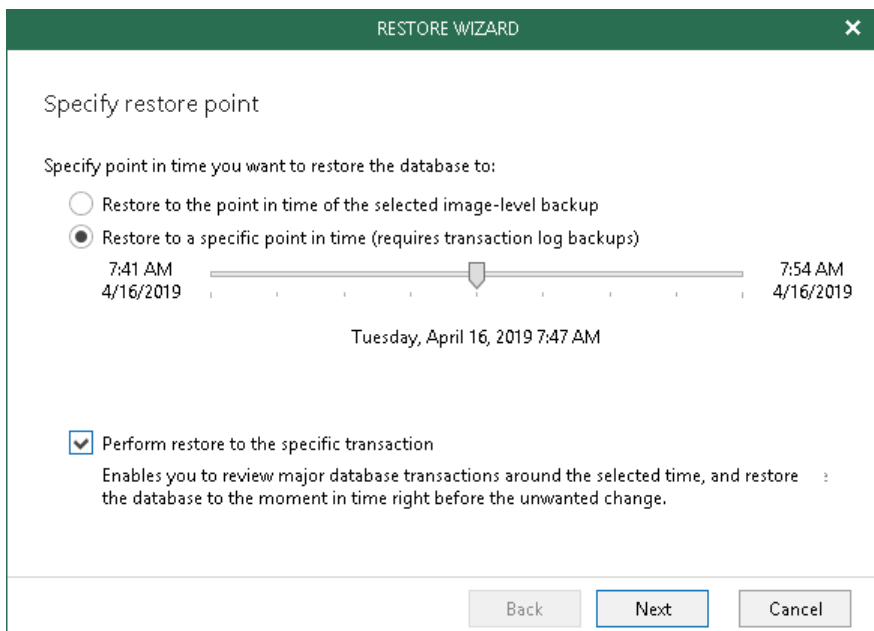 RESTORE WIZARD
Specify restore point
Specify point in time you want to restore the database to:
Restore to the point in time of the selected image-level backup
Restore to a specific point in time (requires transaction log backups)
7:41 AM
4/16/2019
7:54 AM
4/16/2019
Tuesday, April 16, 2019 7:47 AM
Perform restore to the specific transaction
Enables you to review major database transactions around the selected time, and restore
the database to the moment in time right before the unwanted change.
Back Next Cancel